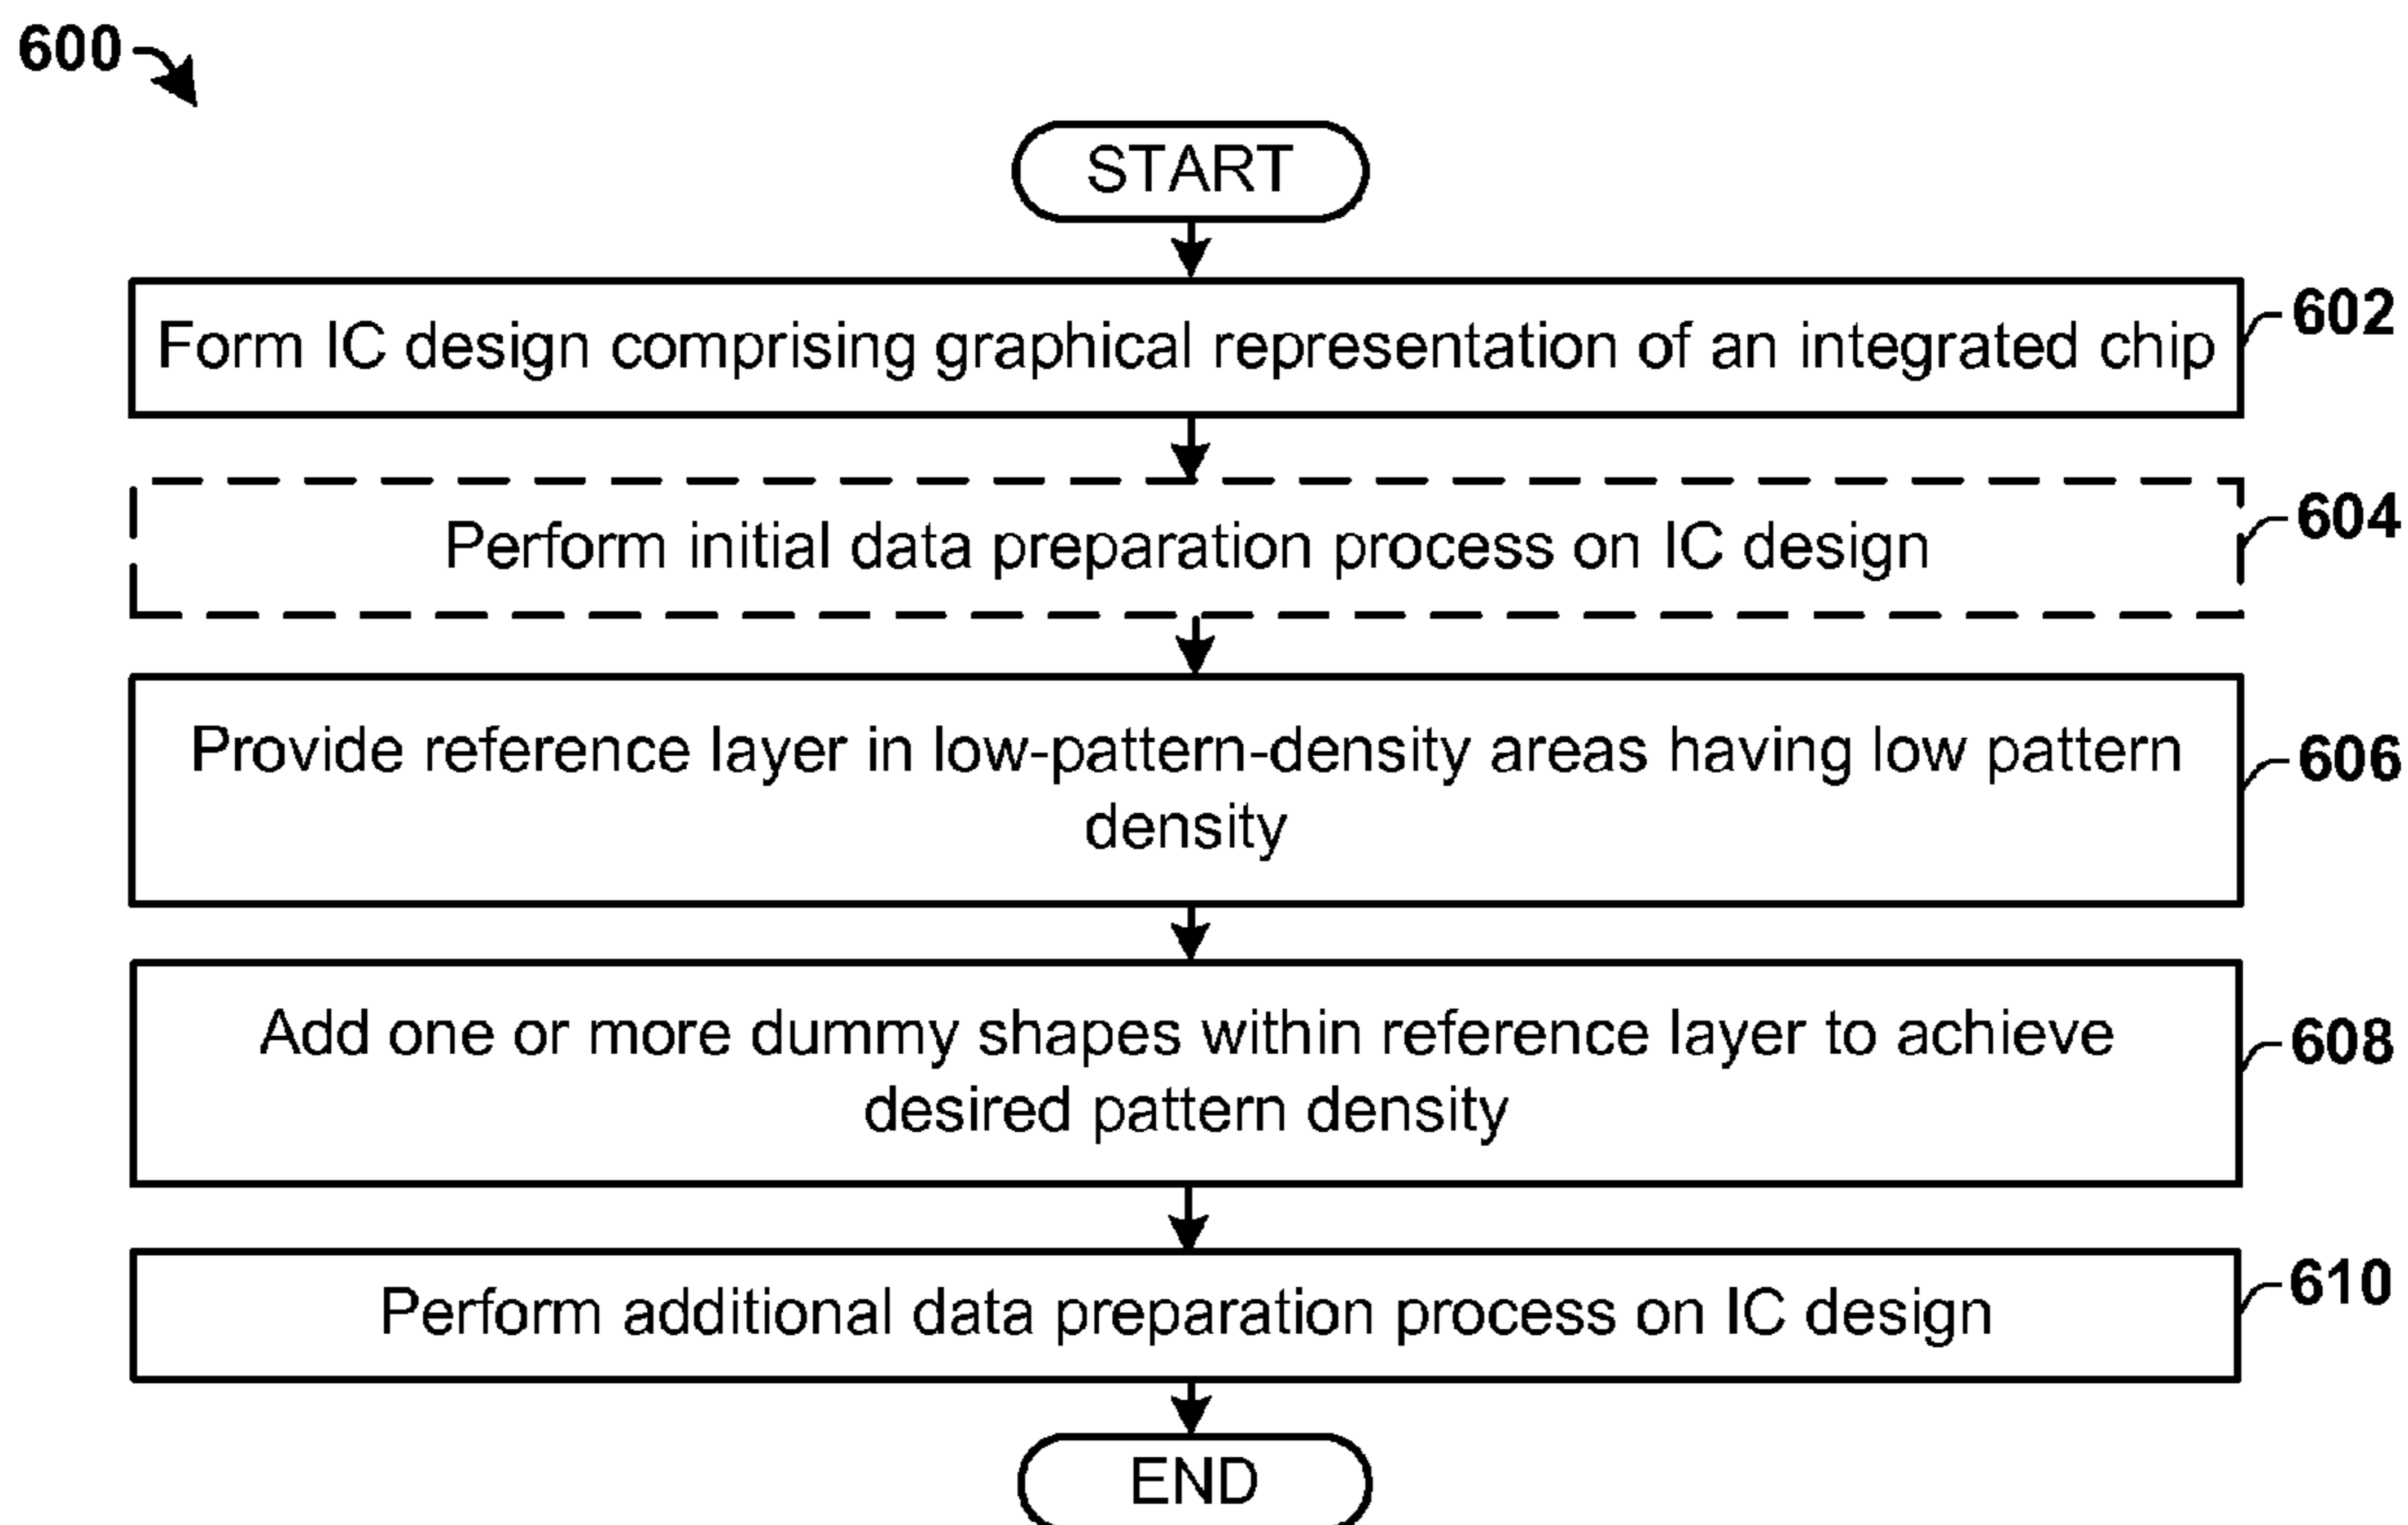 600
START
Form IC design comprising graphical representation of an integrated chip
602
Perform initial data preparation process on IC design
604
Provide reference layer in low-pattern-density areas having low pattern
density
606
Add one or more dummy shapes within reference layer to achieve
desired pattern density
608
Perform additional data preparation process on IC design
610
END